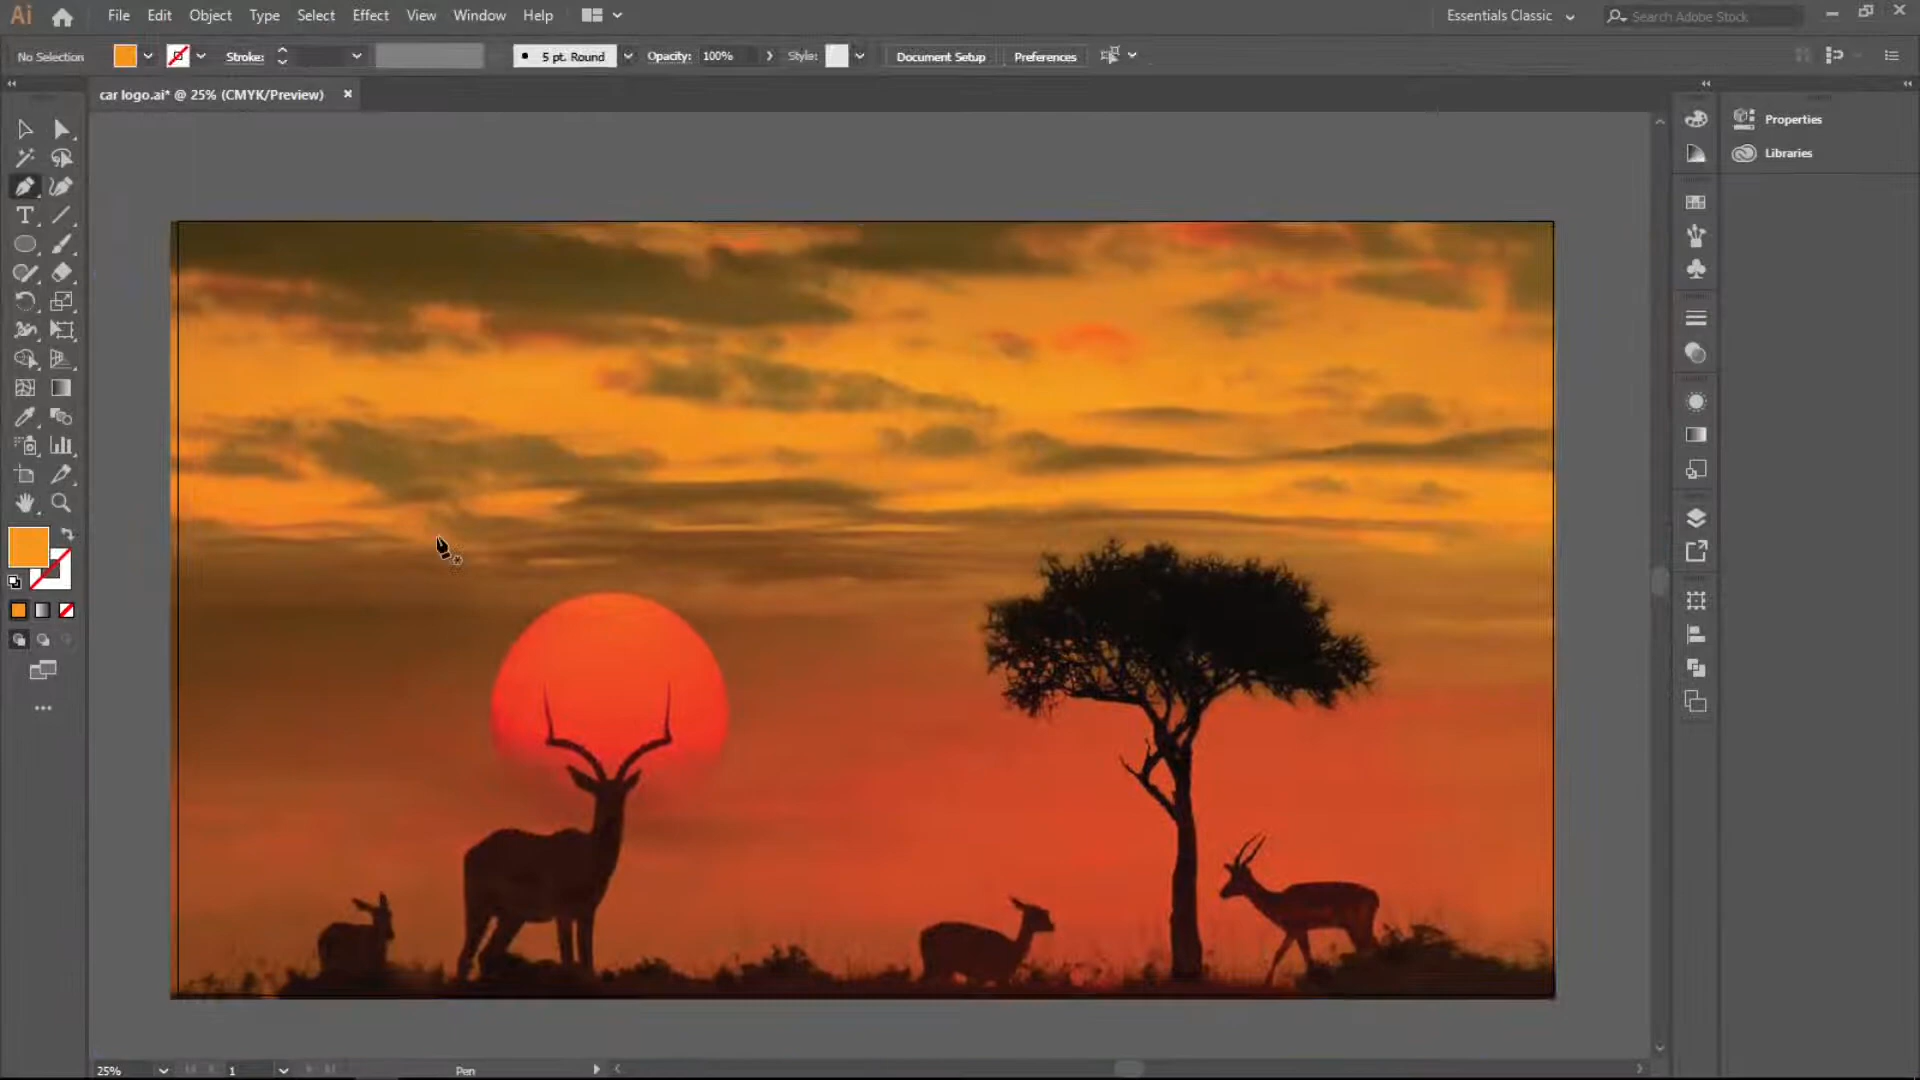 Ai File Edit Object Type Select Effect View Window Help Essentials Classic Search Adobe Stock
No Selection Stroke: 5 pt. Round Opacity: 100% Style: Document Setup Preferences
car logo.ai* @ 25% (CMYK/Preview)
Properties
Libraries
25% 1 Pen